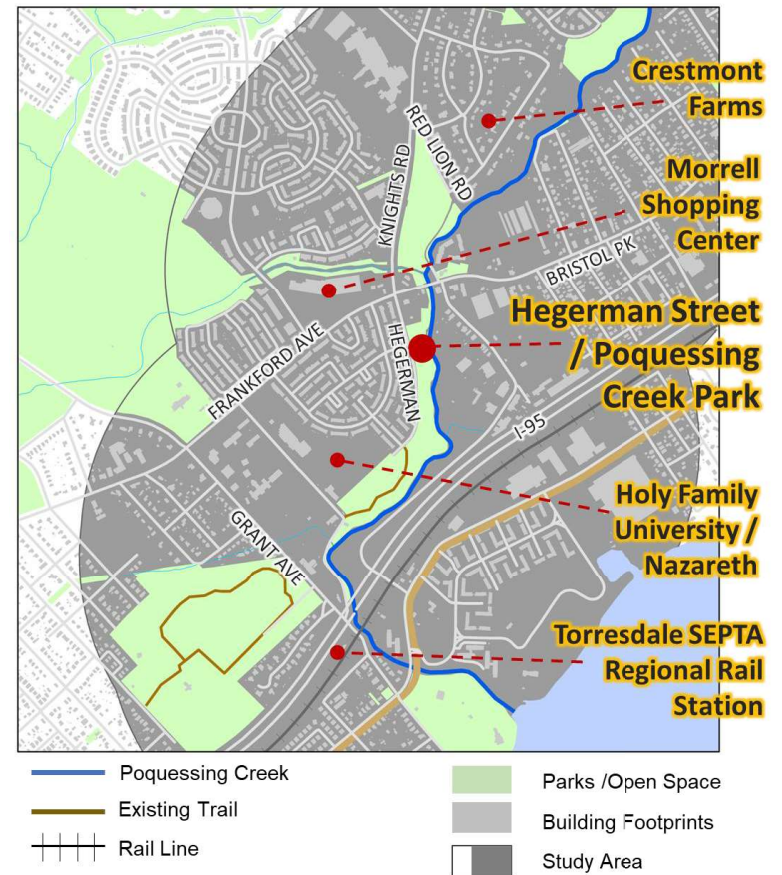 Crestmont
Farms
RED LION RD
KNIGHTS RD
Morrell
Shopping
Center
BRISTOL PK
Hegerman Street
/ Poquessing
Creek Park
HEGERMAN
FRANKFORD AVE
I-95
Holy Family
University /
Nazareth
GRANT AVE
Torresdale SEPTA
Regional Rail
Station
Poquessing Creek
Existing Trail
Rail Line
Parks /Open Space
Building Footprints
Study Area